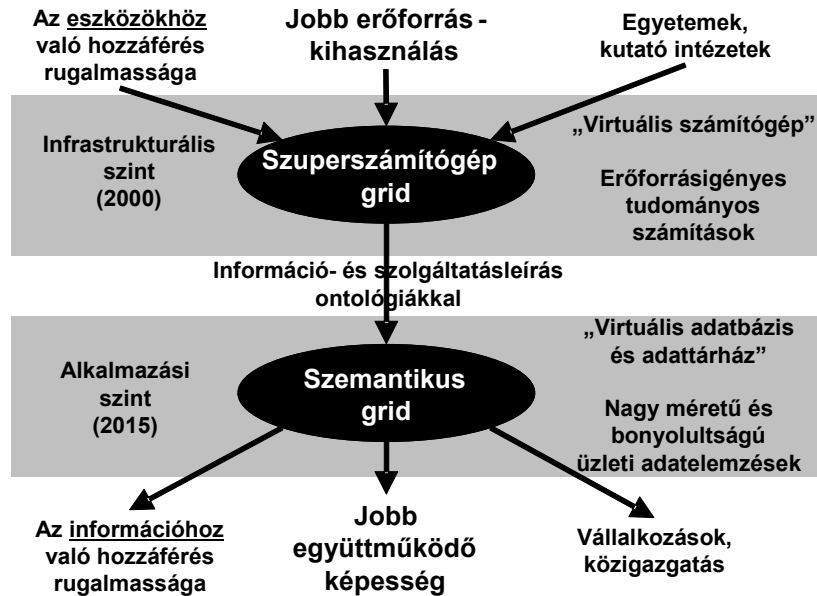 Az eszközökhöz
való hozzáférés
rugalmassága
Jobb erőforrás -
kihasználás
Egyetemek,
kutató intézetek
Infrastrukturális
szint
(2000)
Szuperszámítógép
grid
„Virtuális számítógép”
Erőforrásigényes
tudományos
számítások
Információ- és szolgáltatásleírás
ontológiákkal
Alkalmazási
szint
(2015)
Szemantikus
grid
„Virtuális adatbázis
és adattárház”
Nagy méretű és
bonyolultságú
üzleti adatelemzések
Az információhoz
való hozzáférés
rugalmassága
Jobb
együttműködő
képesség
Vállalkozások,
közigazgatás